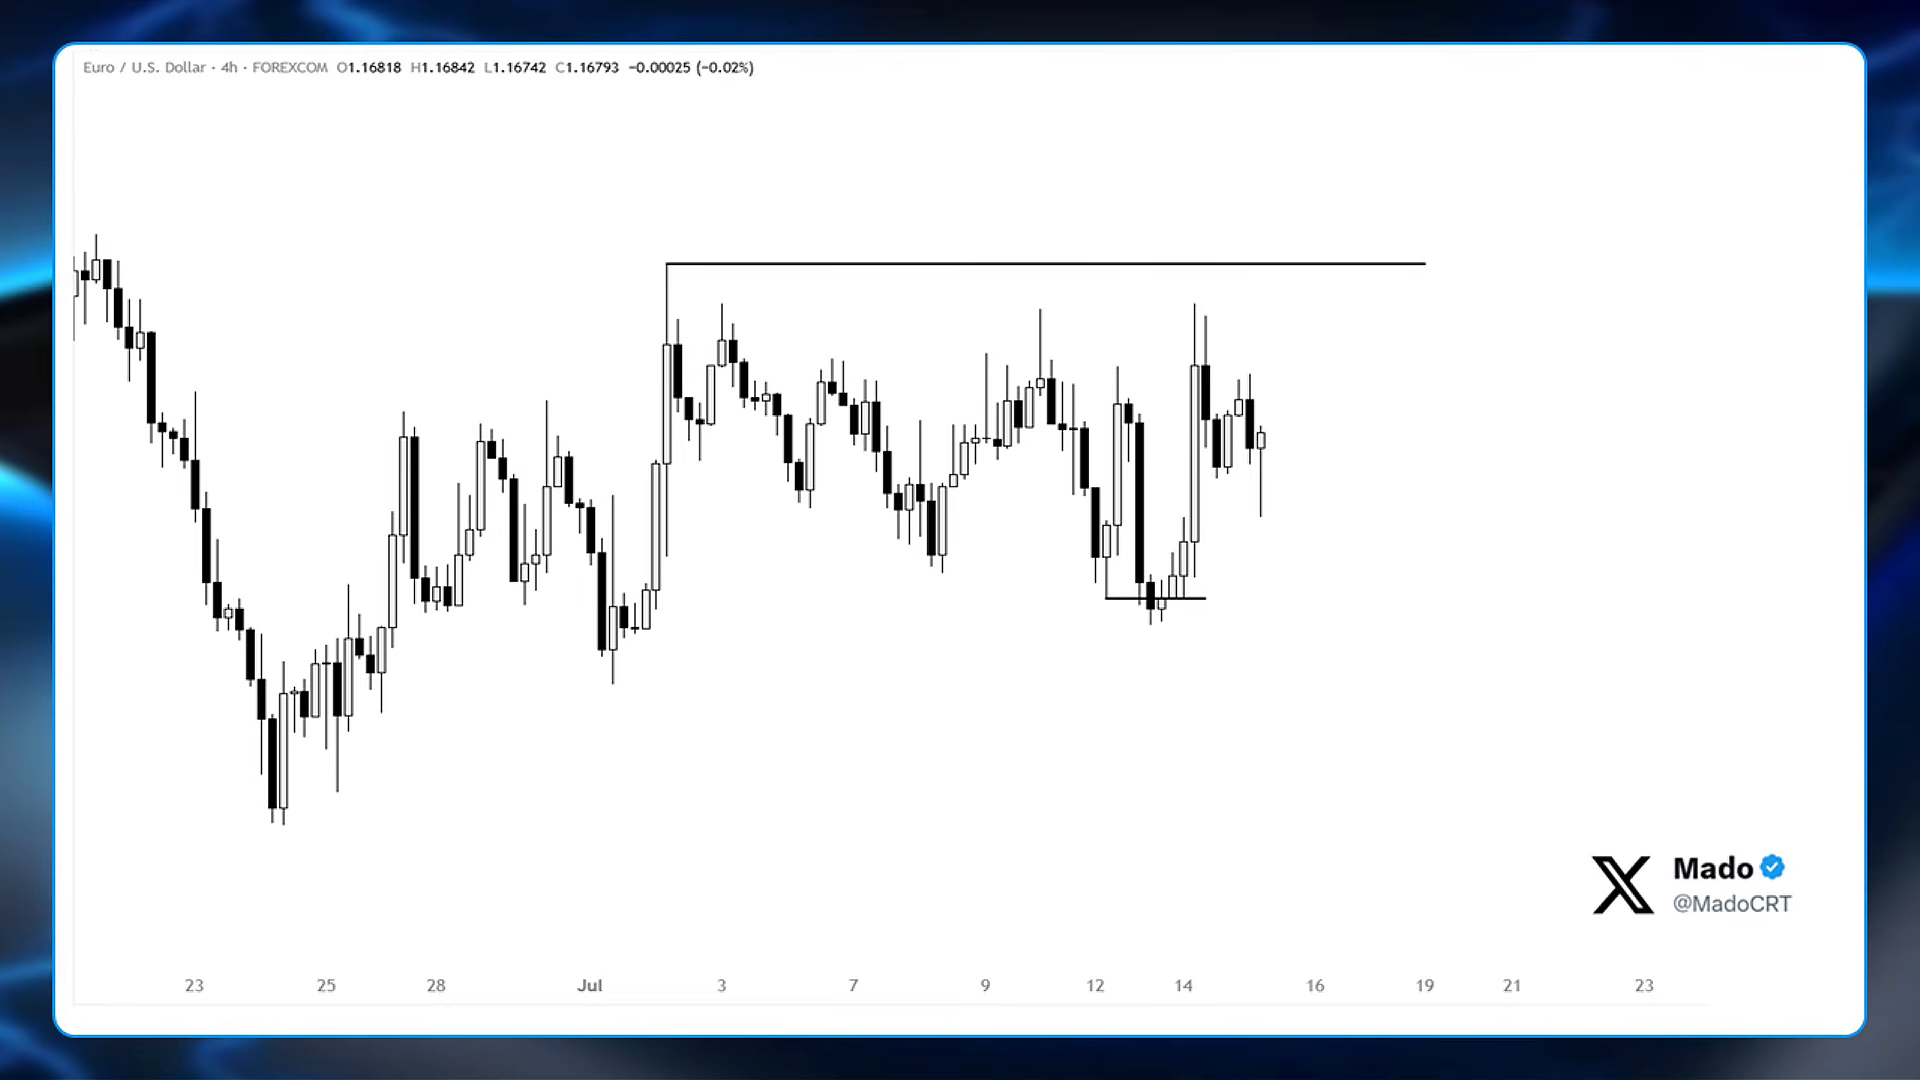 Euro / U.S. Dollar · 4h · FOREXCOM O1.16818 H1.16842 L1.16742 C1.16793 −0.00025 (−0.02%)
Mado
@MadoCRT
23 25 28 Jul 3 7 9 12 14 16 19 21 23